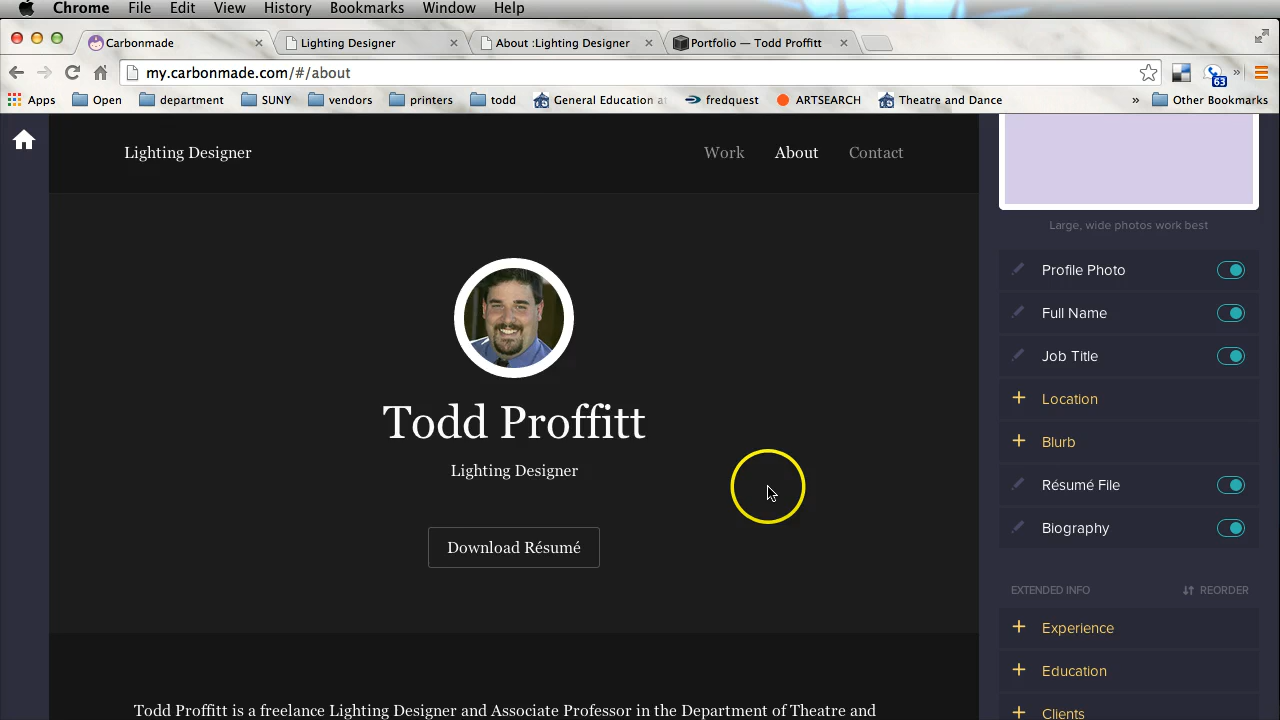 Chrome File Edit View History Bookmarks Window Help
Carbonmade Lighting Designer About :Lighting Designer Portfolio — Todd Proffitt
my.carbonmade.com/#/about 63 »
Apps Open department SUNY vendors printers todd General Education at fredquest ARTSEARCH Theatre and Dance » Other Bookmarks
Lighting Designer Work About Contact
Large, wide photos work best
Profile Photo
Full Name
Job Title
Location
Blurb
Résumé File
Biography
Todd Proffitt
Lighting Designer
Download Résumé
EXTENDED INFO REORDER
Experience
Education
Clients
Todd Proffitt is a freelance Lighting Designer and Associate Professor in the Department of Theatre and